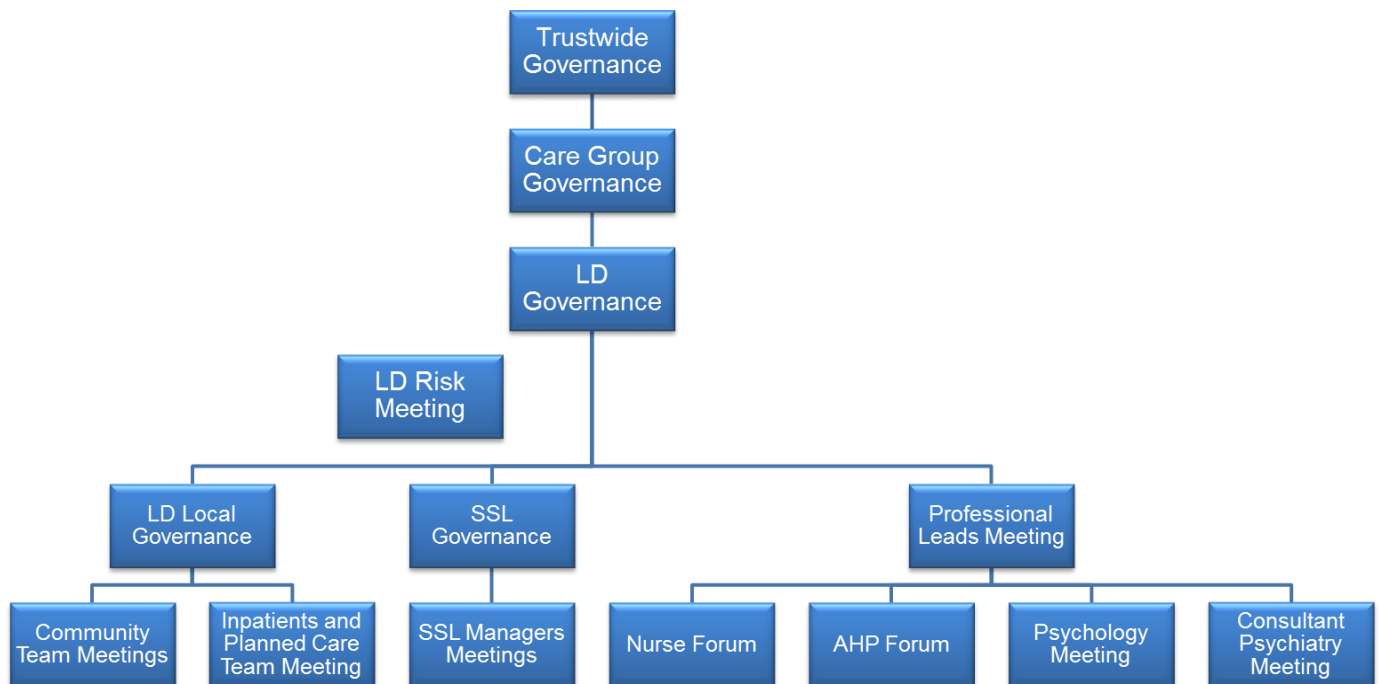 Trustwide
Governance
Care Group
Governance
LD
Governance
LD Risk
Meeting
LD Local
Governance
SSL
Governance
Professional
Leads Meeting
Community
Team Meetings
Inpatients and
Planned Care
Team Meeting
SSL Managers
Meetings
Nurse Forum
AHP Forum
Psychology
Meeting
Consultant
Psychiatry
Meeting